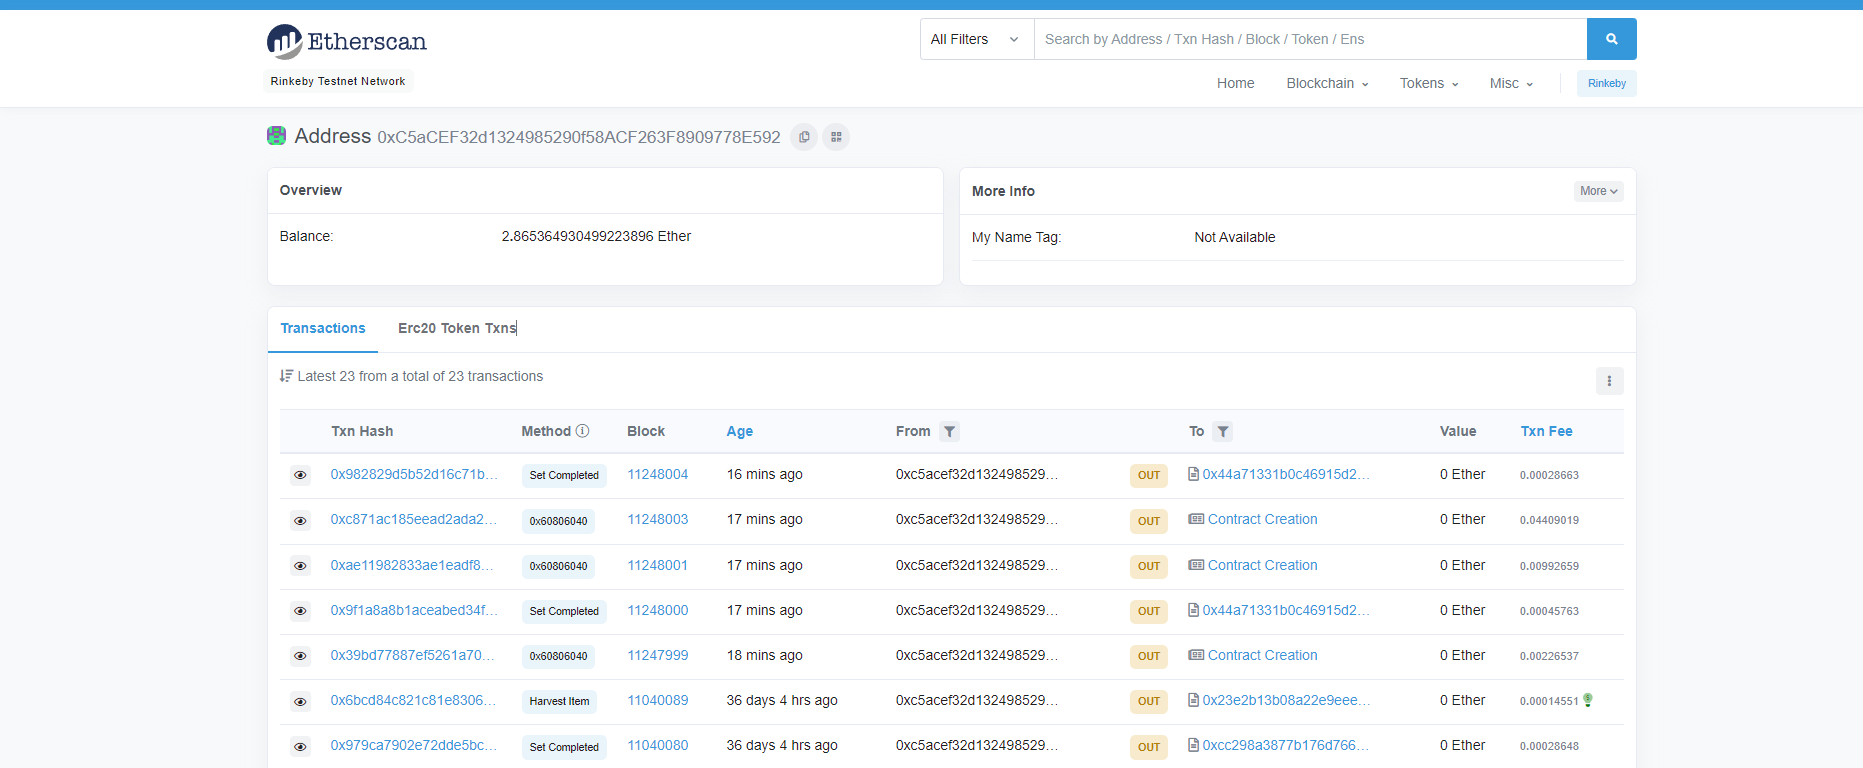 Etherscan
All Filters
Search by Address / Txn Hash / Block / Token / Ens
Rinkeby Testnet Network
Home Blockchain Tokens Misc Rinkeby
Address 0xC5aCEF32d1324985290f58ACF263F8909778E592
Overview
Balance: 2.865364930499223896 Ether
More Info More
My Name Tag: Not Available
Transactions Erc20 Token Txns
Latest 23 from a total of 23 transactions
Txn Hash Method Block Age From To Value Txn Fee
0x982829d5b52d16c71b... Set Completed 11248004 16 mins ago 0xc5acef32d132498529... OUT 0x44a71331b0c46915d2... 0 Ether 0.00028663
0xc871ac185eead2ada2... 0x60806040 11248003 17 mins ago 0xc5acef32d132498529... OUT Contract Creation 0 Ether 0.04409019
0xae11982833ae1eadf8... 0x60806040 11248001 17 mins ago 0xc5acef32d132498529... OUT Contract Creation 0 Ether 0.00992659
0x9f1a8a8b1aceabed34f... Set Completed 11248000 17 mins ago 0xc5acef32d132498529... OUT 0x44a71331b0c46915d2... 0 Ether 0.00045763
0x39bd77887ef5261a70... 0x60806040 11247999 18 mins ago 0xc5acef32d132498529... OUT Contract Creation 0 Ether 0.00226537
0x6bcd84c821c81e8306... Harvest Item 11040089 36 days 4 hrs ago 0xc5acef32d132498529... OUT 0x23e2b13b08a22e9eee... 0 Ether 0.00014551
0x979ca7902e72dde5bc... Set Completed 11040080 36 days 4 hrs ago 0xc5acef32d132498529... OUT 0xcc298a3877b176d766... 0 Ether 0.00028648